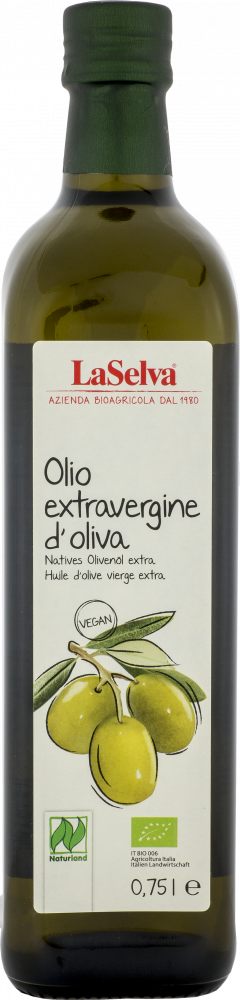 LaSelva®
AZIENDA BIOAGRICOLA DAL 1980
Olio
extravergine
d'oliva
Natives Olivenöl extra
Huile d'olive vierge extra
VEGAN
Naturland
IT BIO 006
Agricoltura Italia
Italien Landwirtschaft
0,75 l e